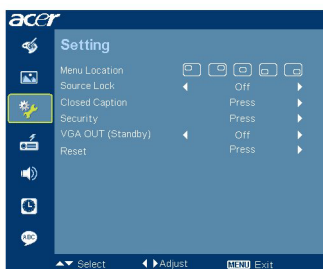 acer
Setting
Menu Location
Source Lock Off
Closed Caption Press
Security Press
VGA OUT (Standby) Off
Reset Press
ABC
Select Adjust MENU Exit